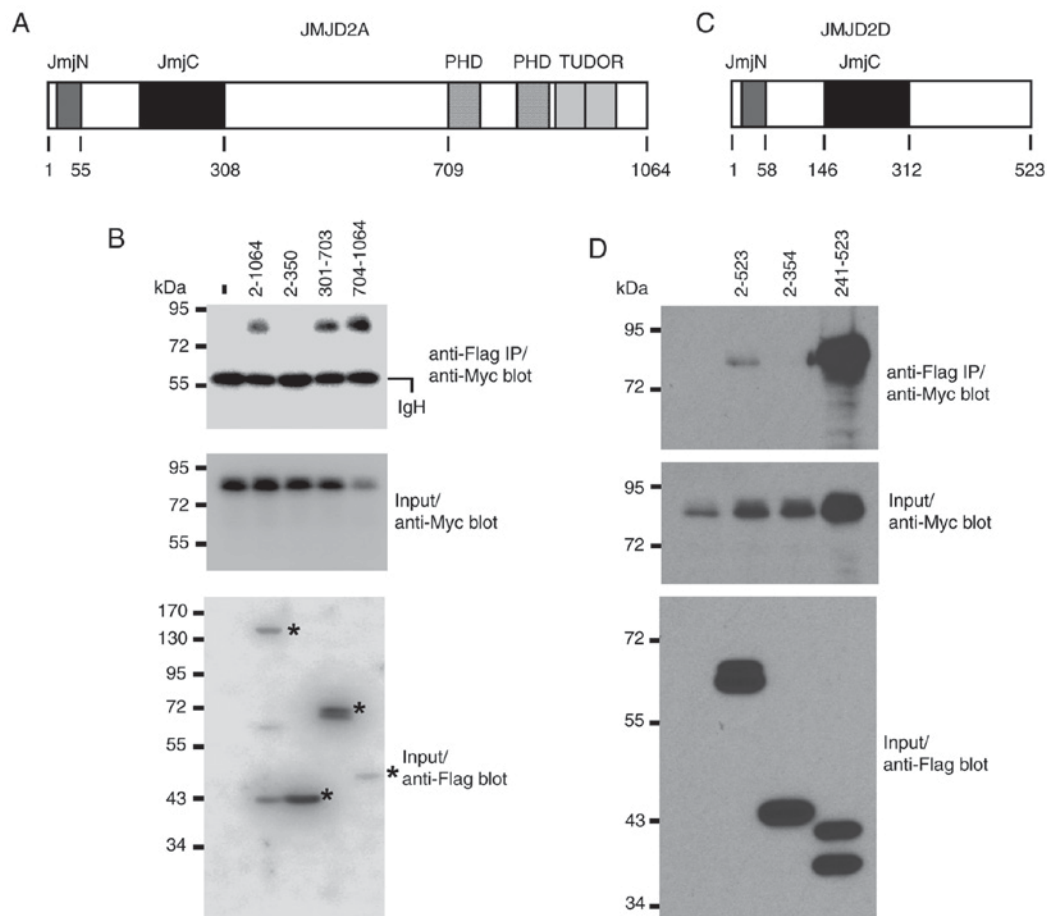 A
JMJD2A
JmjN JmjC PHD PHD TUDOR
1 55 308 709 1064
C
JMJD2D
JmjN JmjC
1 58 146 312 523
B
kDa
- 2-1064 2-350 301-703 704-1064
95
72
55
anti-Flag IP/
anti-Myc blot
IgH
95
72
55
Input/
anti-Myc blot
170
130
95
72
55
43
34
*
*
*
*
Input/
anti-Flag blot
D
kDa
2-523 2-354 241-523
95
72
anti-Flag IP/
anti-Myc blot
95
72
Input/
anti-Myc blot
72
55
43
34
Input/
anti-Flag blot